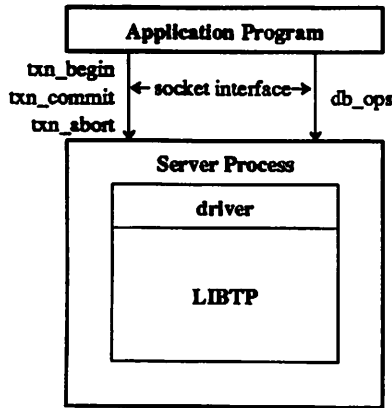 Application Program
txn_begin
txn_commit
txn_abort
socket interface
db_ops
Server Process
driver
LIBTP